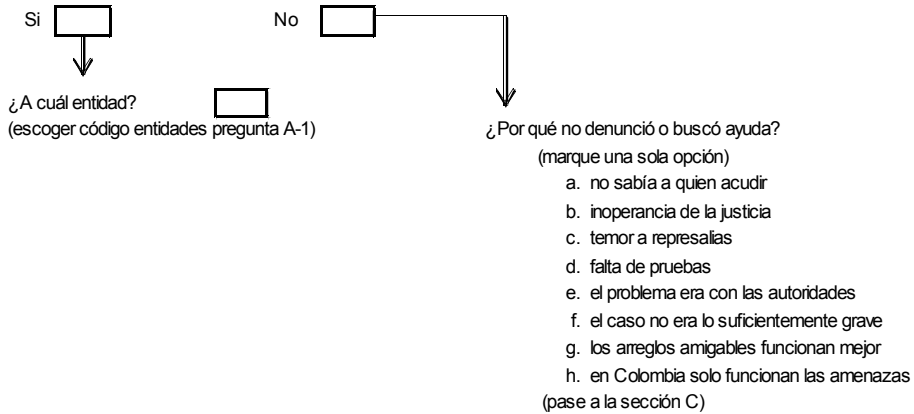 Si No
¿A cuál entidad?
(escoger código entidades pregunta A-1)
¿Por qué no denunció o buscó ayuda?
(marque una sola opción)
a. no sabía a quien acudir
b. inoperancia de la justicia
c. temor a represalias
d. falta de pruebas
e. el problema era con las autoridades
f. el caso no era lo suficientemente grave
g. los arreglos amigables funcionan mejor
h. en Colombia solo funcionan las amenazas
(pase a la sección C)